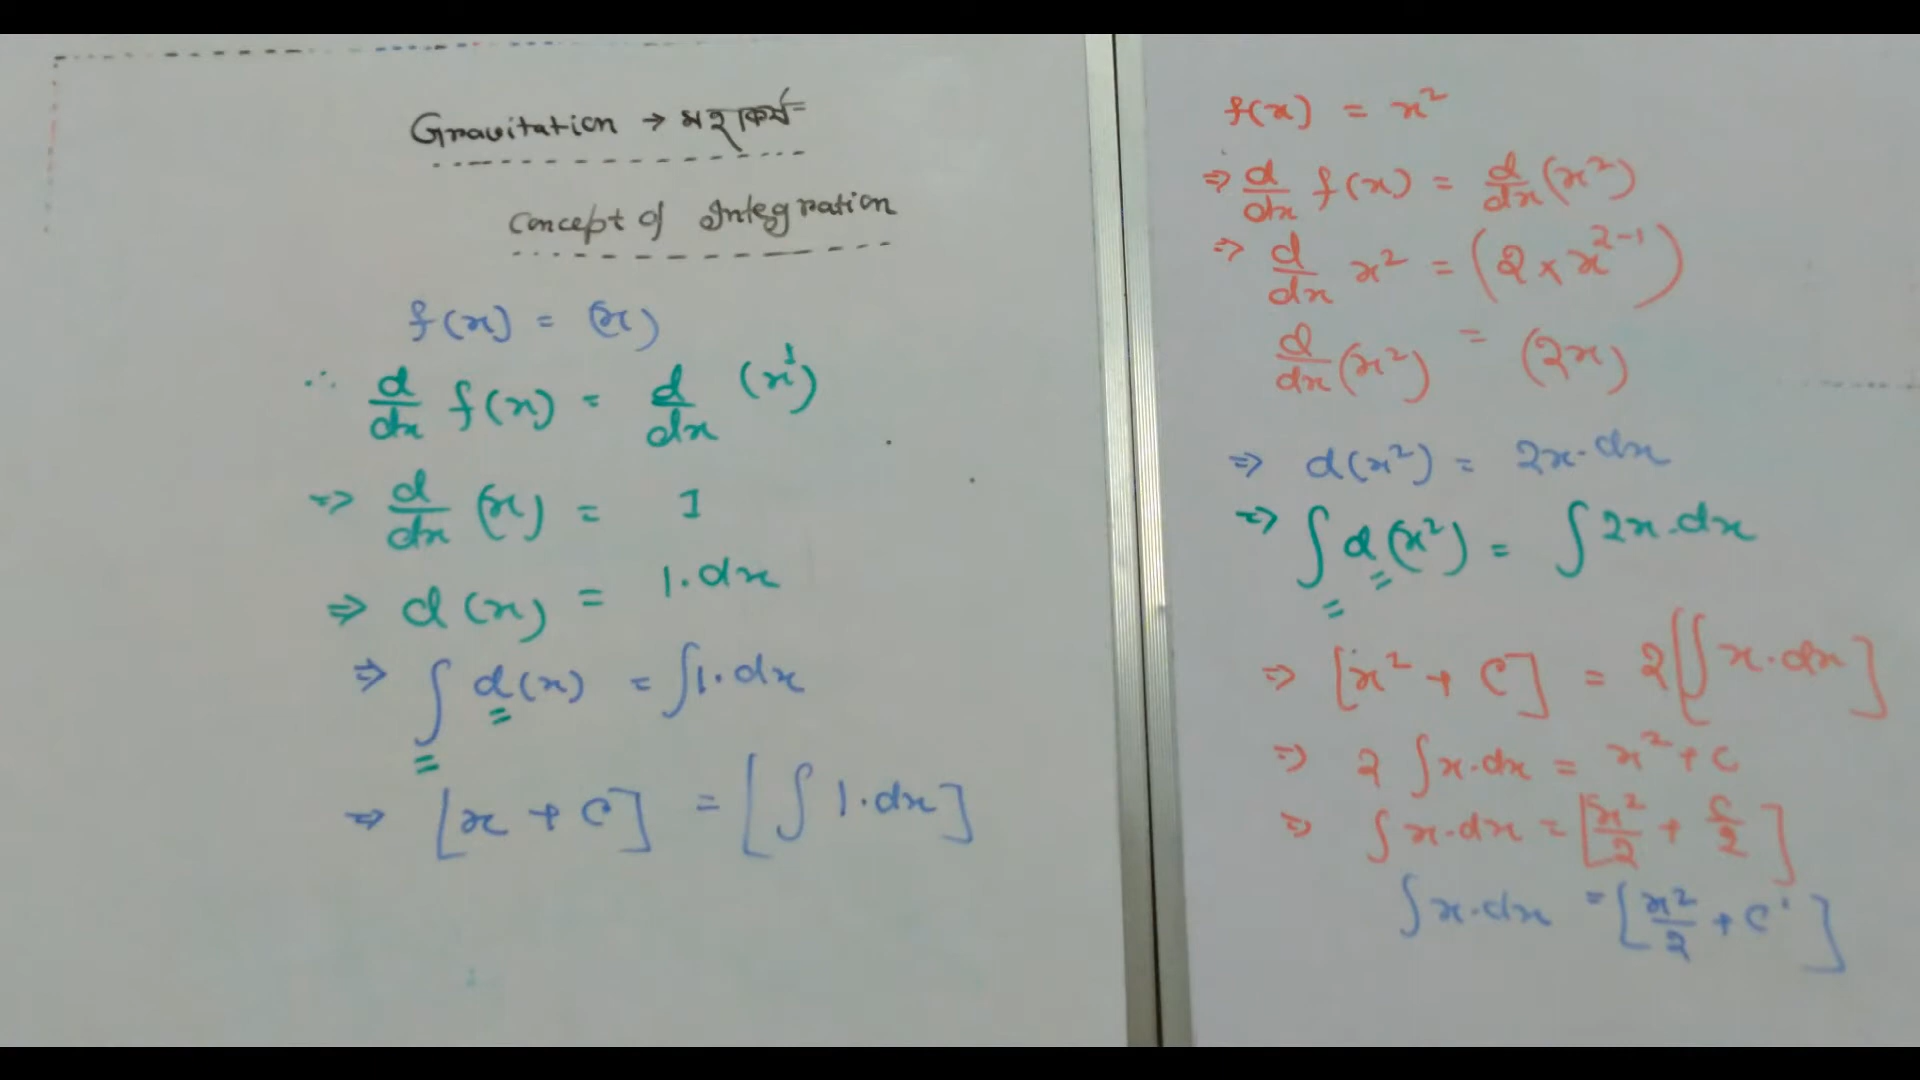 Gravitation → মহাকর্ষ
Concept of Integration
f(x) = (x)
∴ d/dx f(x) = d/dx (x¹)
⇒ d/dx (x) = 1
⇒ d(x) = 1.dx
⇒ ∫ d(x) = ∫1.dx
⇒ [x + C] = [∫ 1.dx]
f(x) = x²
⇒ d/dx f(x) = d/dx (x²)
⇒ d/dx x² = (2 × x²⁻¹)
d/dx (x²) = (2x)
⇒ d(x²) = 2x.dx
⇒ ∫ d(x²) = ∫ 2x.dx
⇒ [x² + C] = 2[∫ x.dx]
⇒ 2 ∫ x.dx = x² + C
⇒ ∫ x.dx = [x²/2 + C/2]
∫ x.dx = [x²/2 + C']